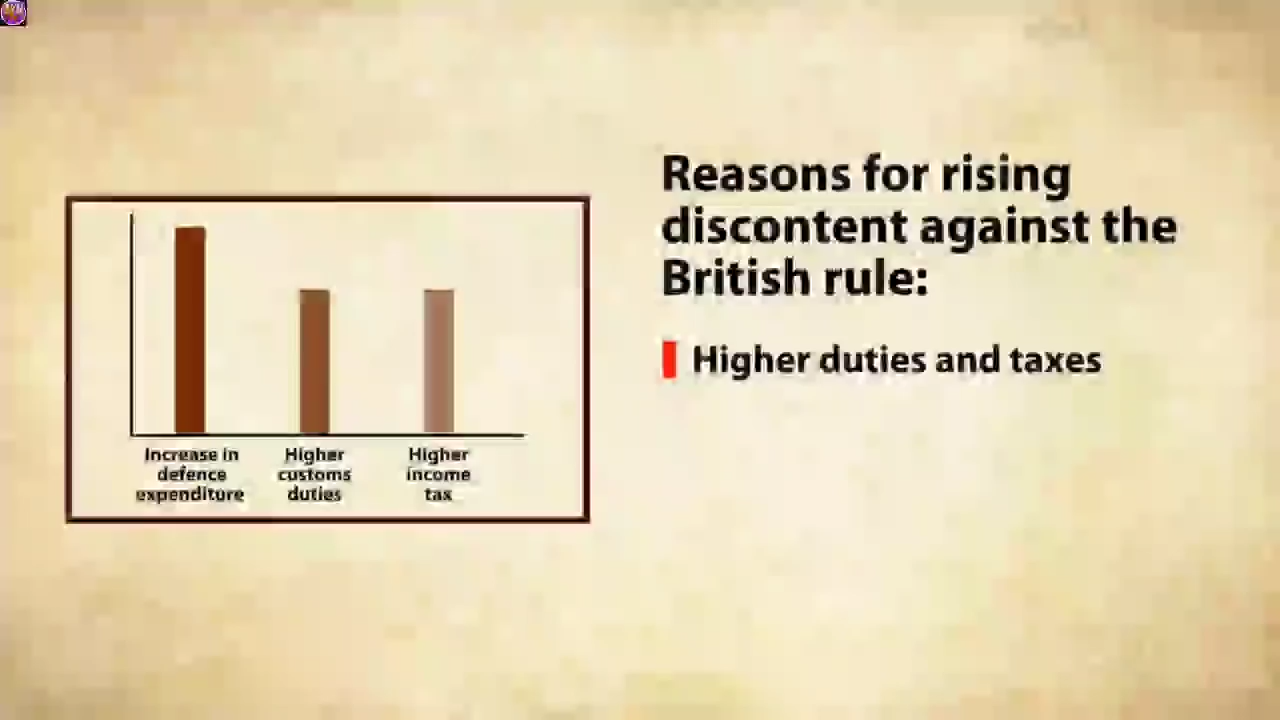 Reasons for rising
discontent against the
British rule:
Higher duties and taxes
Increase in
defence
expenditure
Higher
customs
duties
Higher
income
tax